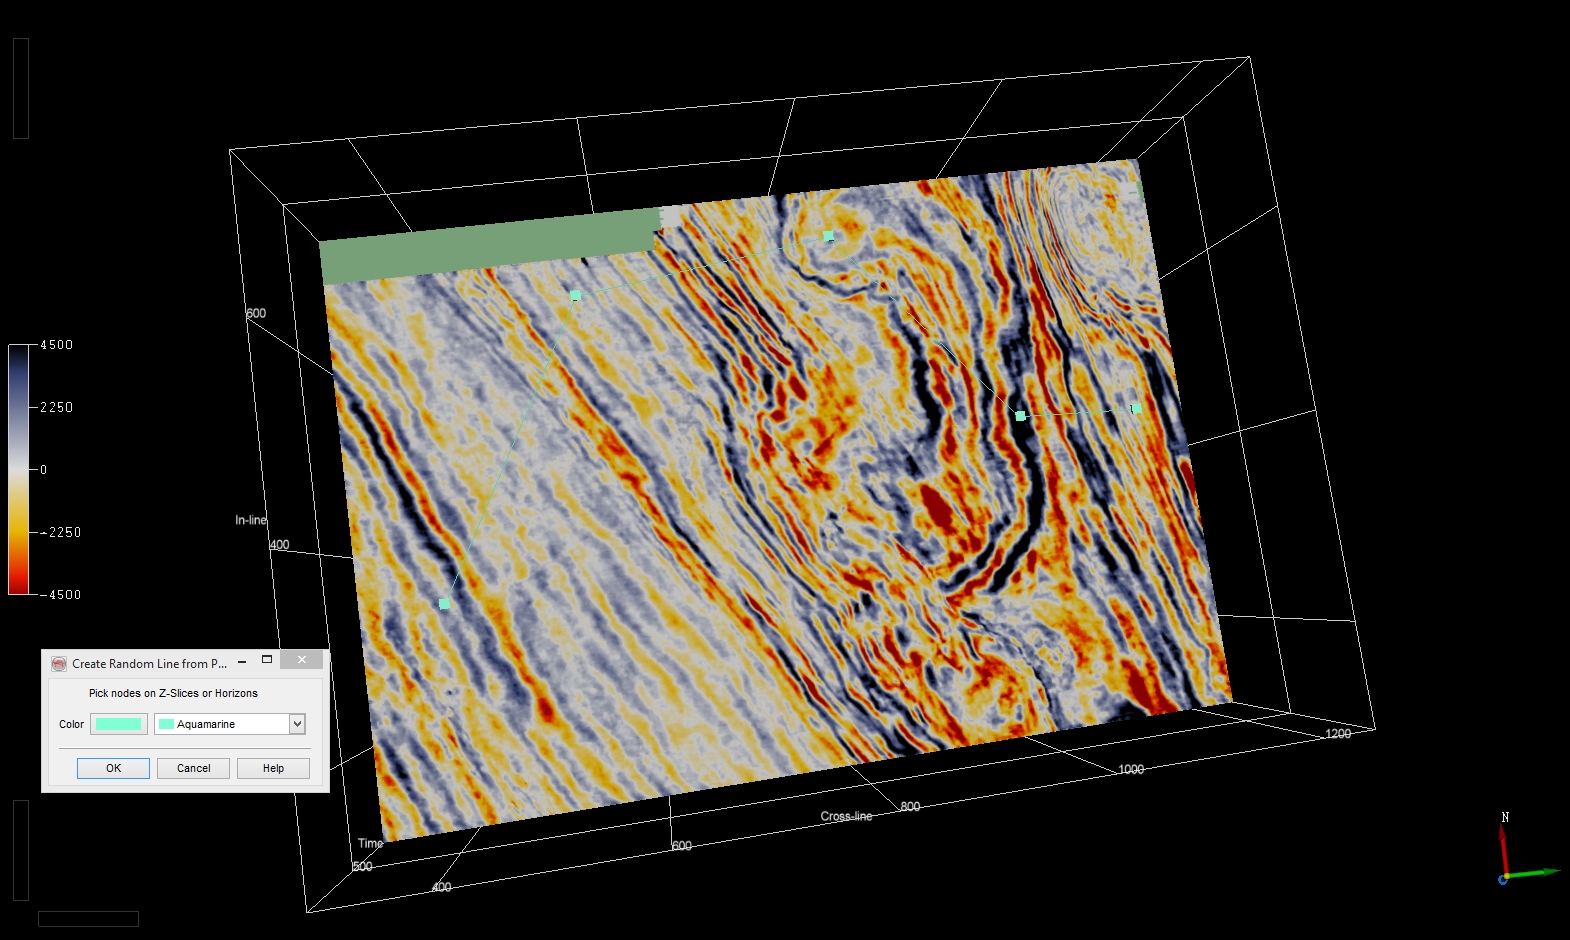 600
4500
2250
0
-2250
-4500
In-line
400
Create Random Line from P...
Pick nodes on Z-Slices or Horizons
Color
Aquamarine
OK
Cancel
Help
1200
1000
800
Cross-line
600
Time
500
400
N